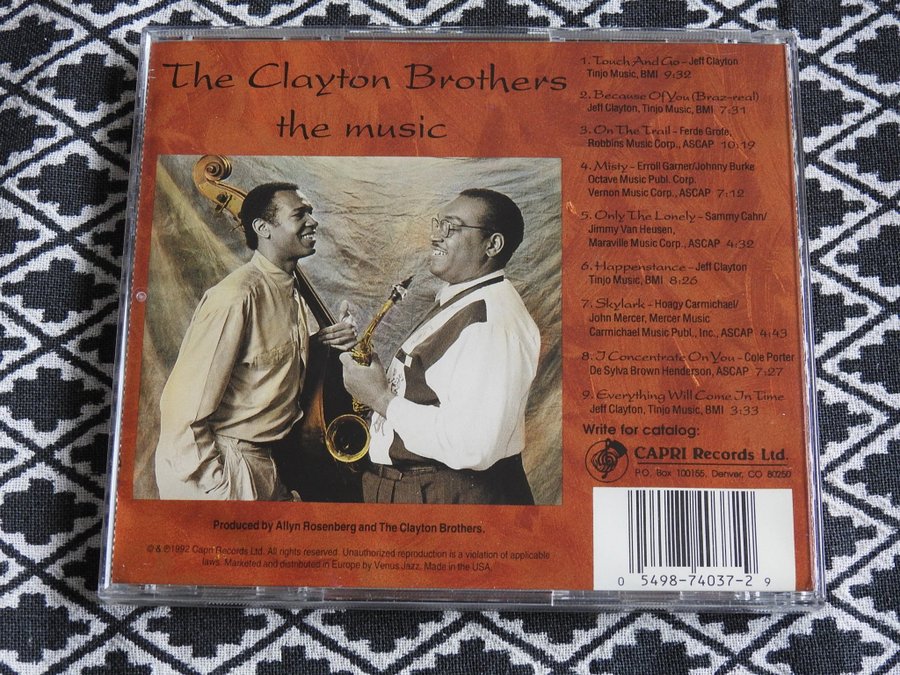 The Clayton Brothers
the music
1. Touch And Go - Jeff Clayton
Tinjo Music, BMI 9:32
2. Because Of You (Braz-real)
Jeff Clayton, Tinjo Music, BMI 7:31
3. On The Trail - Ferde Grofe,
Robbins Music Corp., ASCAP 10:19
4. Misty - Erroll Garner/Johnny Burke
Octave Music Publ. Corp.
Vernon Music Corp., ASCAP 7:12
5. Only The Lonely - Sammy Cahn/
Jimmy Van Heusen,
Maraville Music Corp., ASCAP 4:32
6. Happenstance - Jeff Clayton
Tinjo Music, BMI 8:26
7. Skylark - Hoagy Carmichael/
John Mercer, Mercer Music
Carmichael Music Publ., Inc., ASCAP 4:43
8. I Concentrate On You - Cole Porter
De Sylva Brown Henderson, ASCAP 7:27
9. Everything Will Come In Time
Jeff Clayton, Tinjo Music, BMI 3:33
Write for catalog:
CAPRI Records Ltd.
P.O. Box 100155, Denver, CO 80250
Produced by Allyn Rosenberg and The Clayton Brothers.
© & ℗1992 Capri Records Ltd. All rights reserved. Unauthorized reproduction is a violation of applicable
laws. Marketed and distributed in Europe by Venus Jazz. Made in the USA.
0 5498-74037-2 9